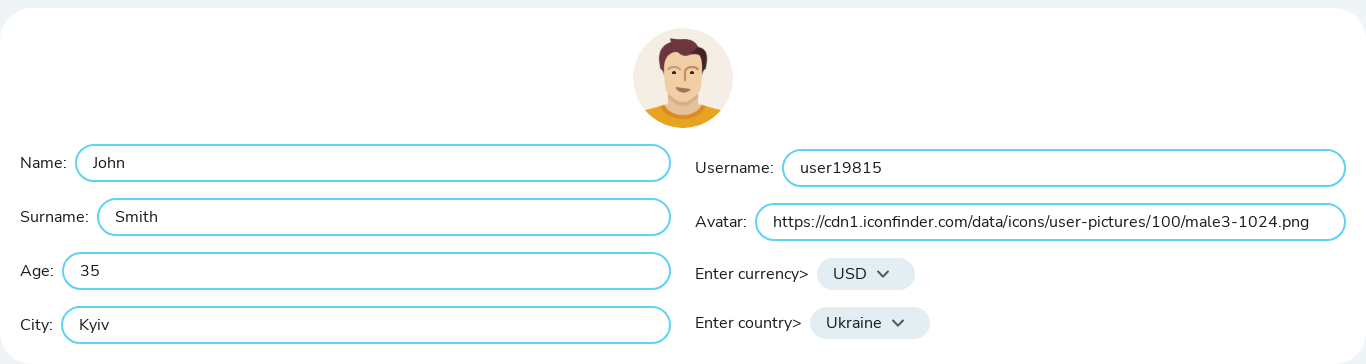 Name: John
Surname: Smith
Age: 35
City: Kyiv
Username: user19815
Avatar: https://cdn1.iconfinder.com/data/icons/user-pictures/100/male3-1024.png
Enter currency> USD
Enter country> Ukraine